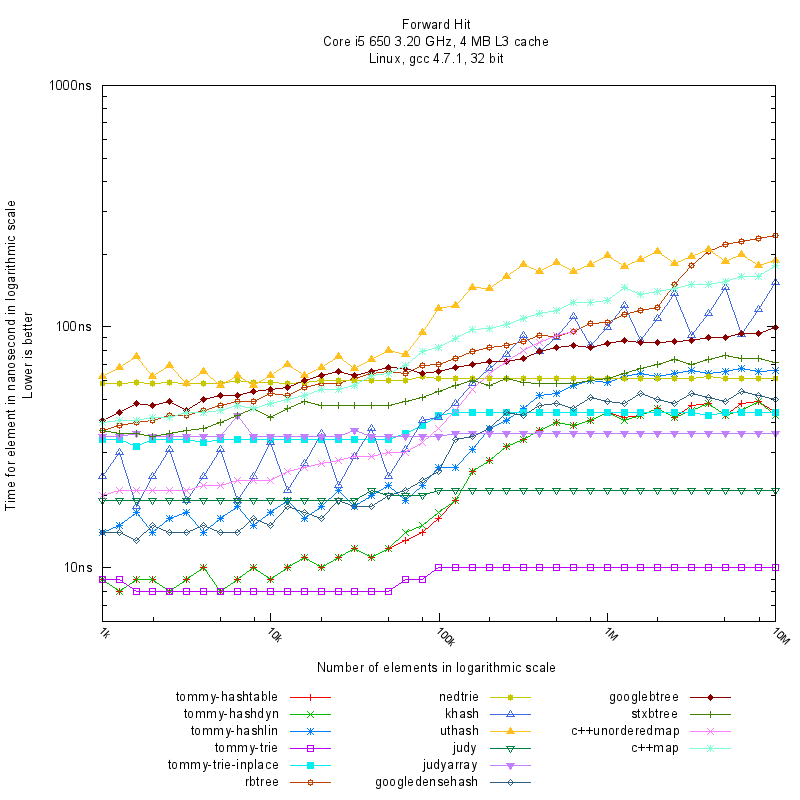 Forward Hit
Core i5 650 3.20 GHz, 4 MB L3 cache
Linux, gcc 4.7.1, 32 bit
Time for element in nanosecond in logarithmic scale
Lower is better
1000ns
100ns
10ns
1k
10k
100k
1M
10M
Number of elements in logarithmic scale
tommy-hashtable
tommy-hashdyn
tommy-hashlin
tommy-trie
tommy-trie-inplace
rbtree
nedtrie
khash
uthash
judy
judyarray
googledensehash
googlebtree
stxbtree
c++unorderedmap
c++map